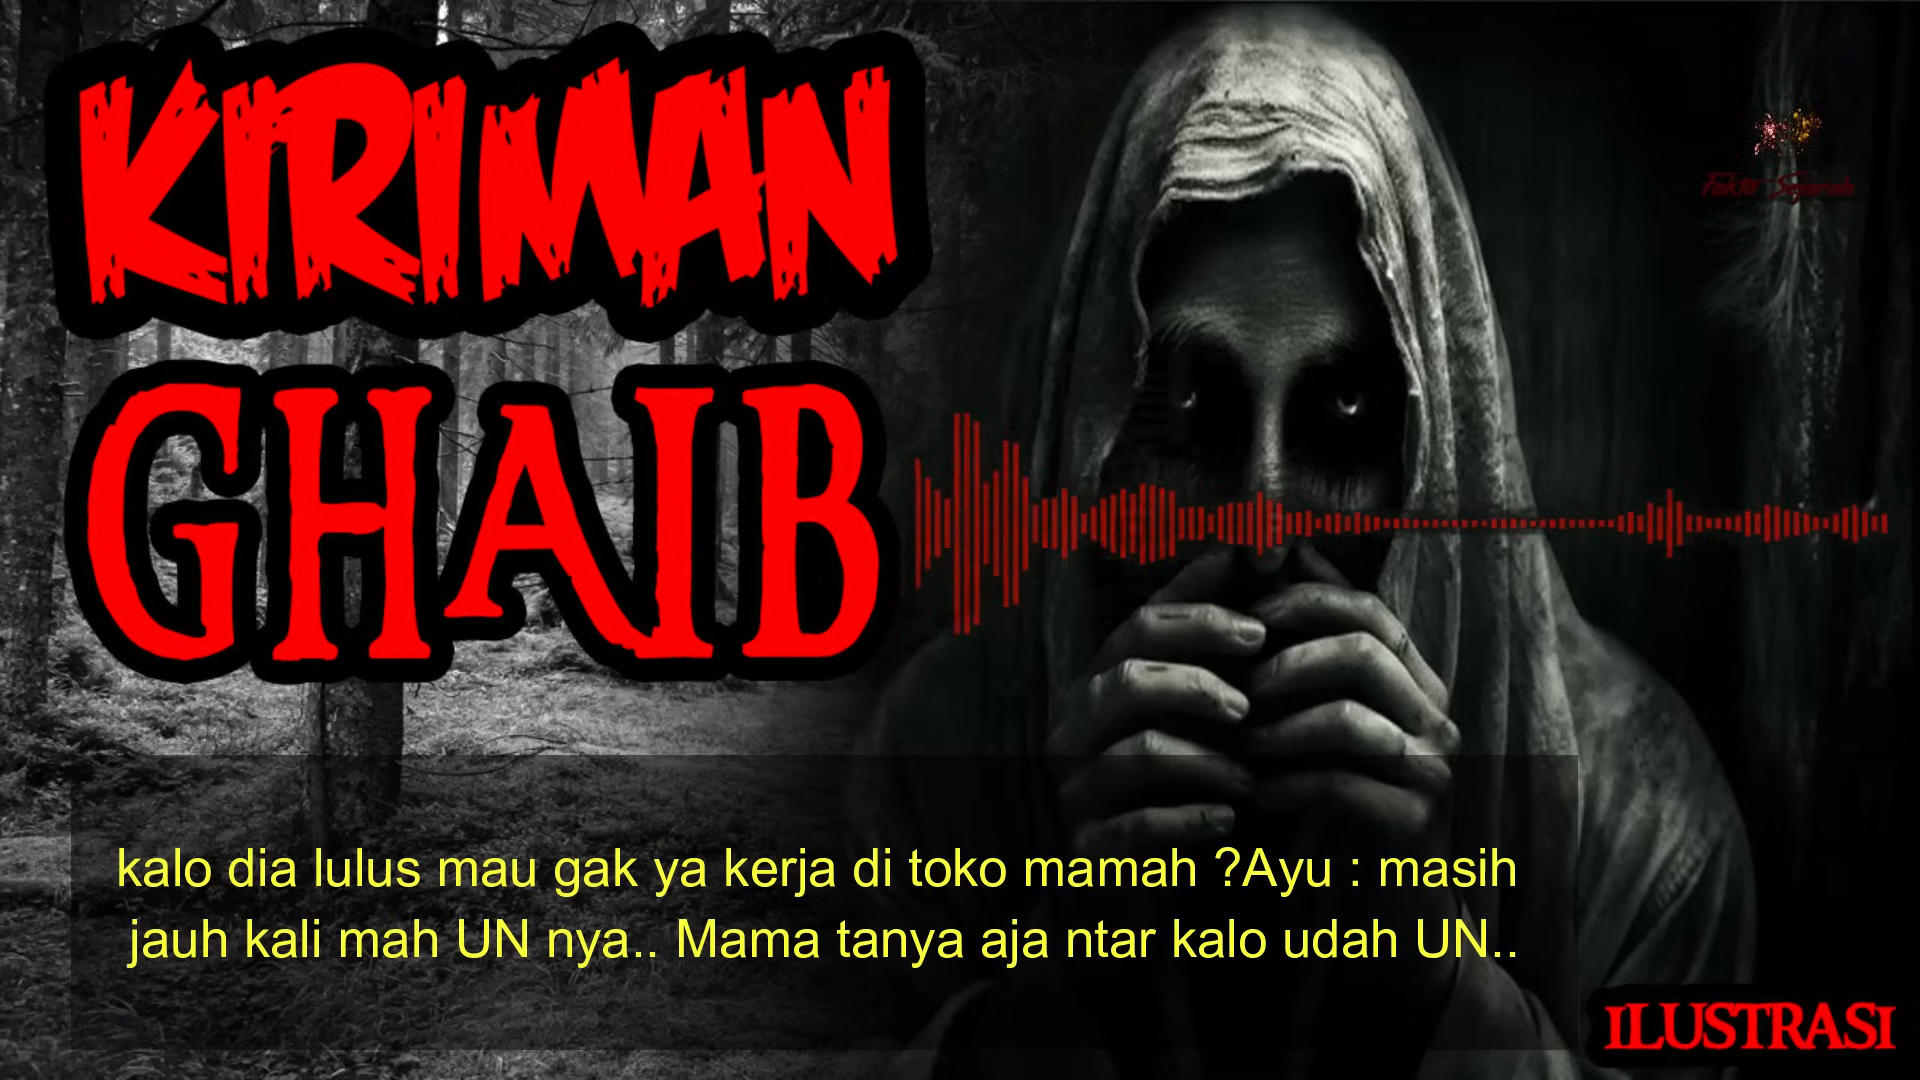 KIRIMAN
GHAIB
kalo dia lulus mau gak ya kerja di toko mamah ?Ayu : masih
jauh kali mah UN nya.. Mama tanya aja ntar kalo udah UN..
ILUSTRASI